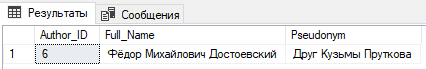 Результаты Сообщения
Author_ID Full_Name Pseudonym
1 6 Фёдор Михайлович Достоевский Друг Кузьмы Пруткова